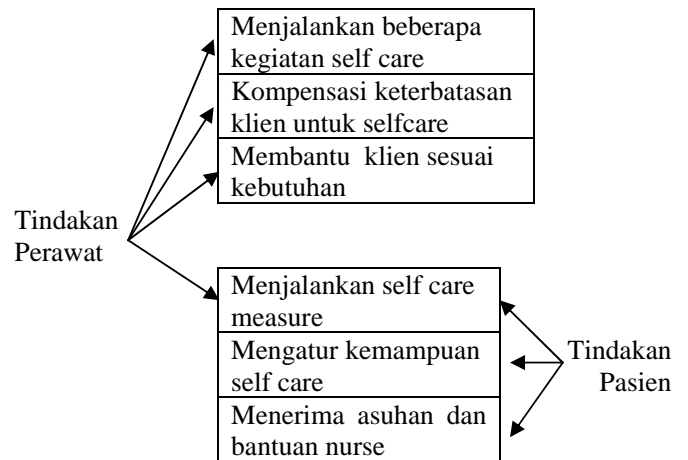 Menjalankan beberapa
kegiatan self care
Kompensasi keterbatasan
klien untuk selfcare
Membantu klien sesuai
kebutuhan
Tindakan
Perawat
Menjalankan self care
measure
Mengatur kemampuan
self care
Menerima asuhan dan
bantuan nurse
Tindakan
Pasien